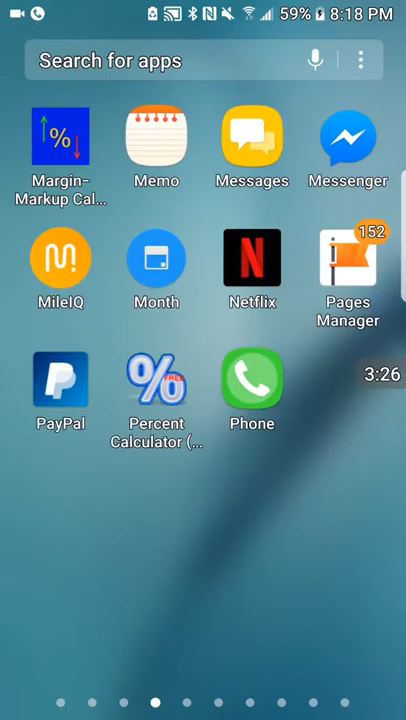 59% 8:18 PM
Search for apps
%
Margin-
Markup Cal...
Memo
Messages
Messenger
152
MileIQ
Month
Netflix
Pages
Manager
3:26
PayPal
% FREE
Percent
Calculator (...
Phone